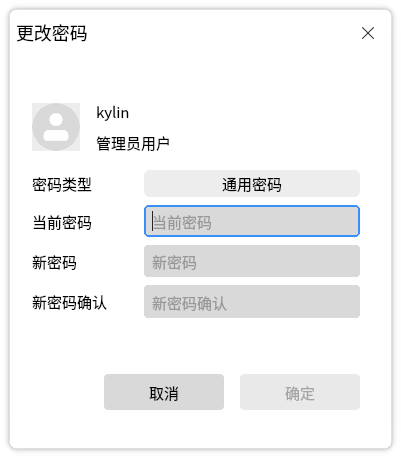 更改密码
kylin
管理员用户
密码类型 通用密码
当前密码 当前密码
新密码 新密码
新密码确认 新密码确认
取消 确定